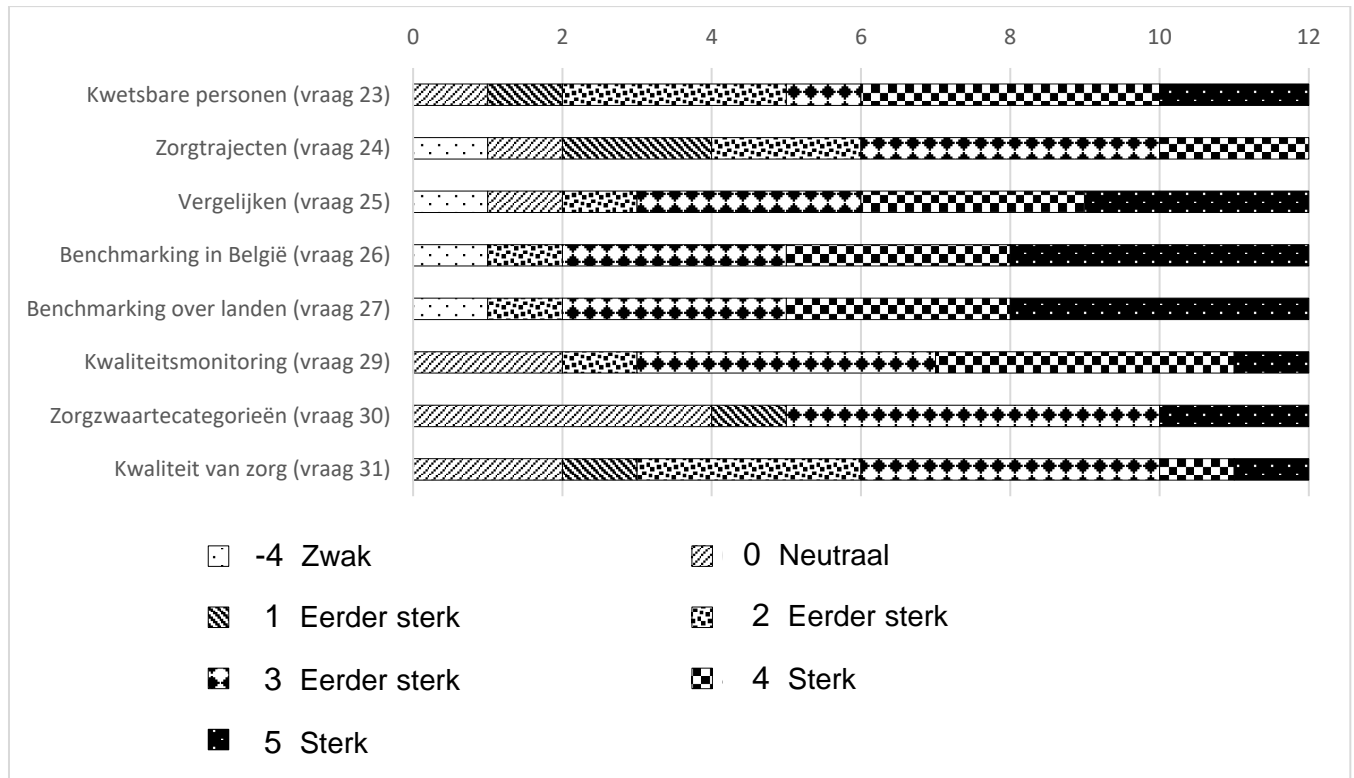 0 2 4 6 8 10 12
Kwetsbare personen (vraag 23)
Zorgtrajecten (vraag 24)
Vergelijken (vraag 25)
Benchmarking in België (vraag 26)
Benchmarking over landen (vraag 27)
Kwaliteitsmonitoring (vraag 29)
Zorgzwaartecategorieën (vraag 30)
Kwaliteit van zorg (vraag 31)
-4 Zwak 0 Neutraal
1 Eerder sterk 2 Eerder sterk
3 Eerder sterk 4 Sterk
5 Sterk